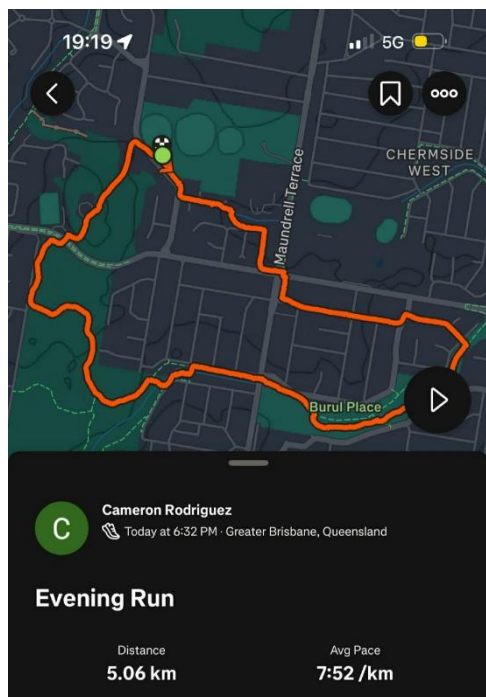 19:19
5G
CHERMSIDE
WEST
Maundrell Terrace
Burul Place
C
Cameron Rodriguez
Today at 6:32 PM · Greater Brisbane, Queensland
Evening Run
Distance
Avg Pace
5.06 km
7:52 /km